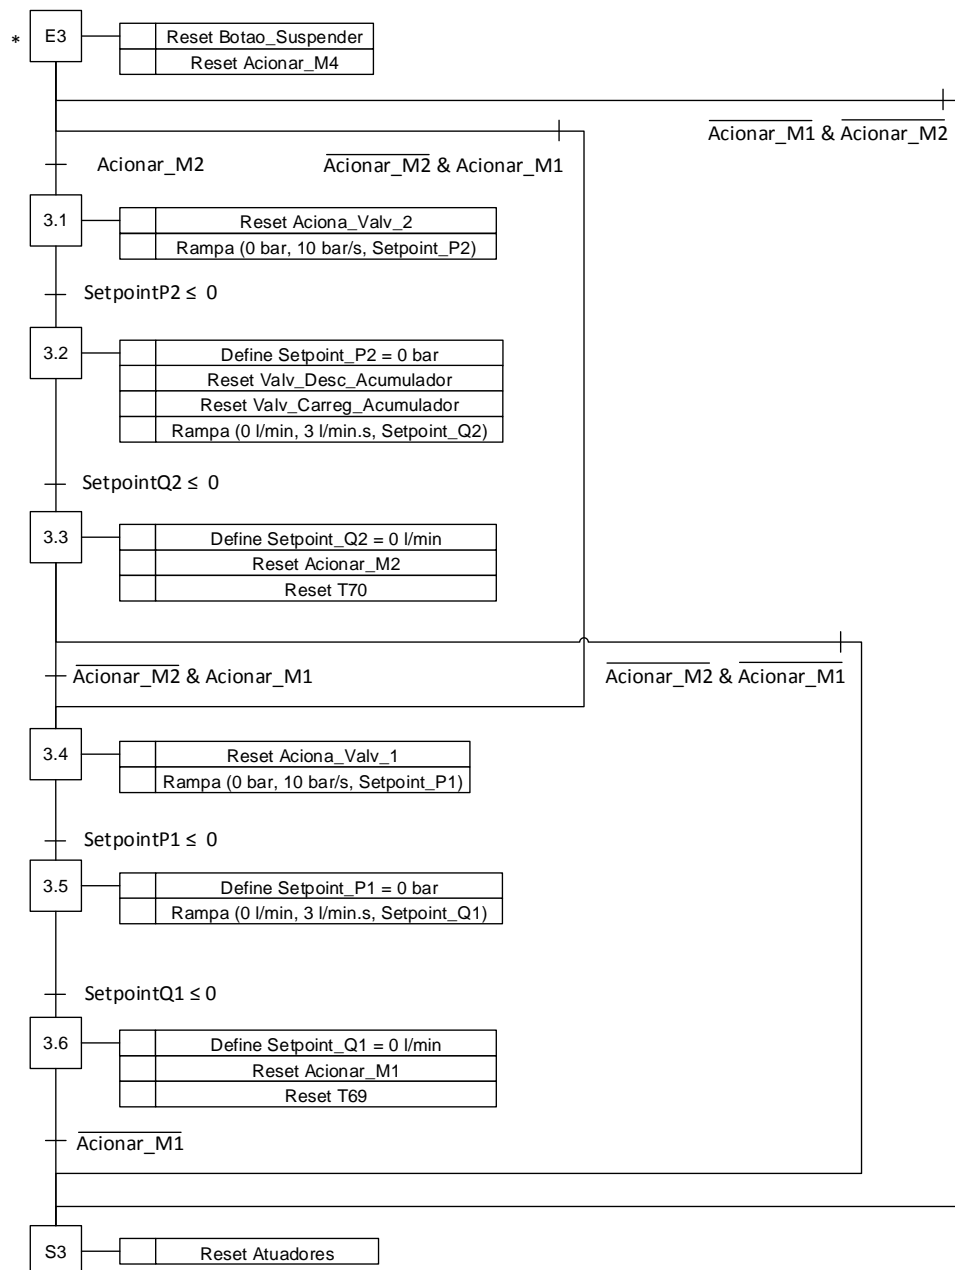 *
E3
Reset Botao_Suspender
Reset Acionar_M4
Acionar_M1 & Acionar_M2
Acionar_M2
Acionar_M2 & Acionar_M1
3.1
Reset Aciona_Valv_2
Rampa (0 bar, 10 bar/s, Setpoint_P2)
SetpointP2 ≤ 0
3.2
Define Setpoint_P2 = 0 bar
Reset Valv_Desc_Acumulador
Reset Valv_Carreg_Acumulador
Rampa (0 l/min, 3 l/min.s, Setpoint_Q2)
SetpointQ2 ≤ 0
3.3
Define Setpoint_Q2 = 0 l/min
Reset Acionar_M2
Reset T70
Acionar_M2 & Acionar_M1
Acionar_M2 & Acionar_M1
3.4
Reset Aciona_Valv_1
Rampa (0 bar, 10 bar/s, Setpoint_P1)
SetpointP1 ≤ 0
3.5
Define Setpoint_P1 = 0 bar
Rampa (0 l/min, 3 l/min.s, Setpoint_Q1)
SetpointQ1 ≤ 0
3.6
Define Setpoint_Q1 = 0 l/min
Reset Acionar_M1
Reset T69
Acionar_M1
S3
Reset Atuadores